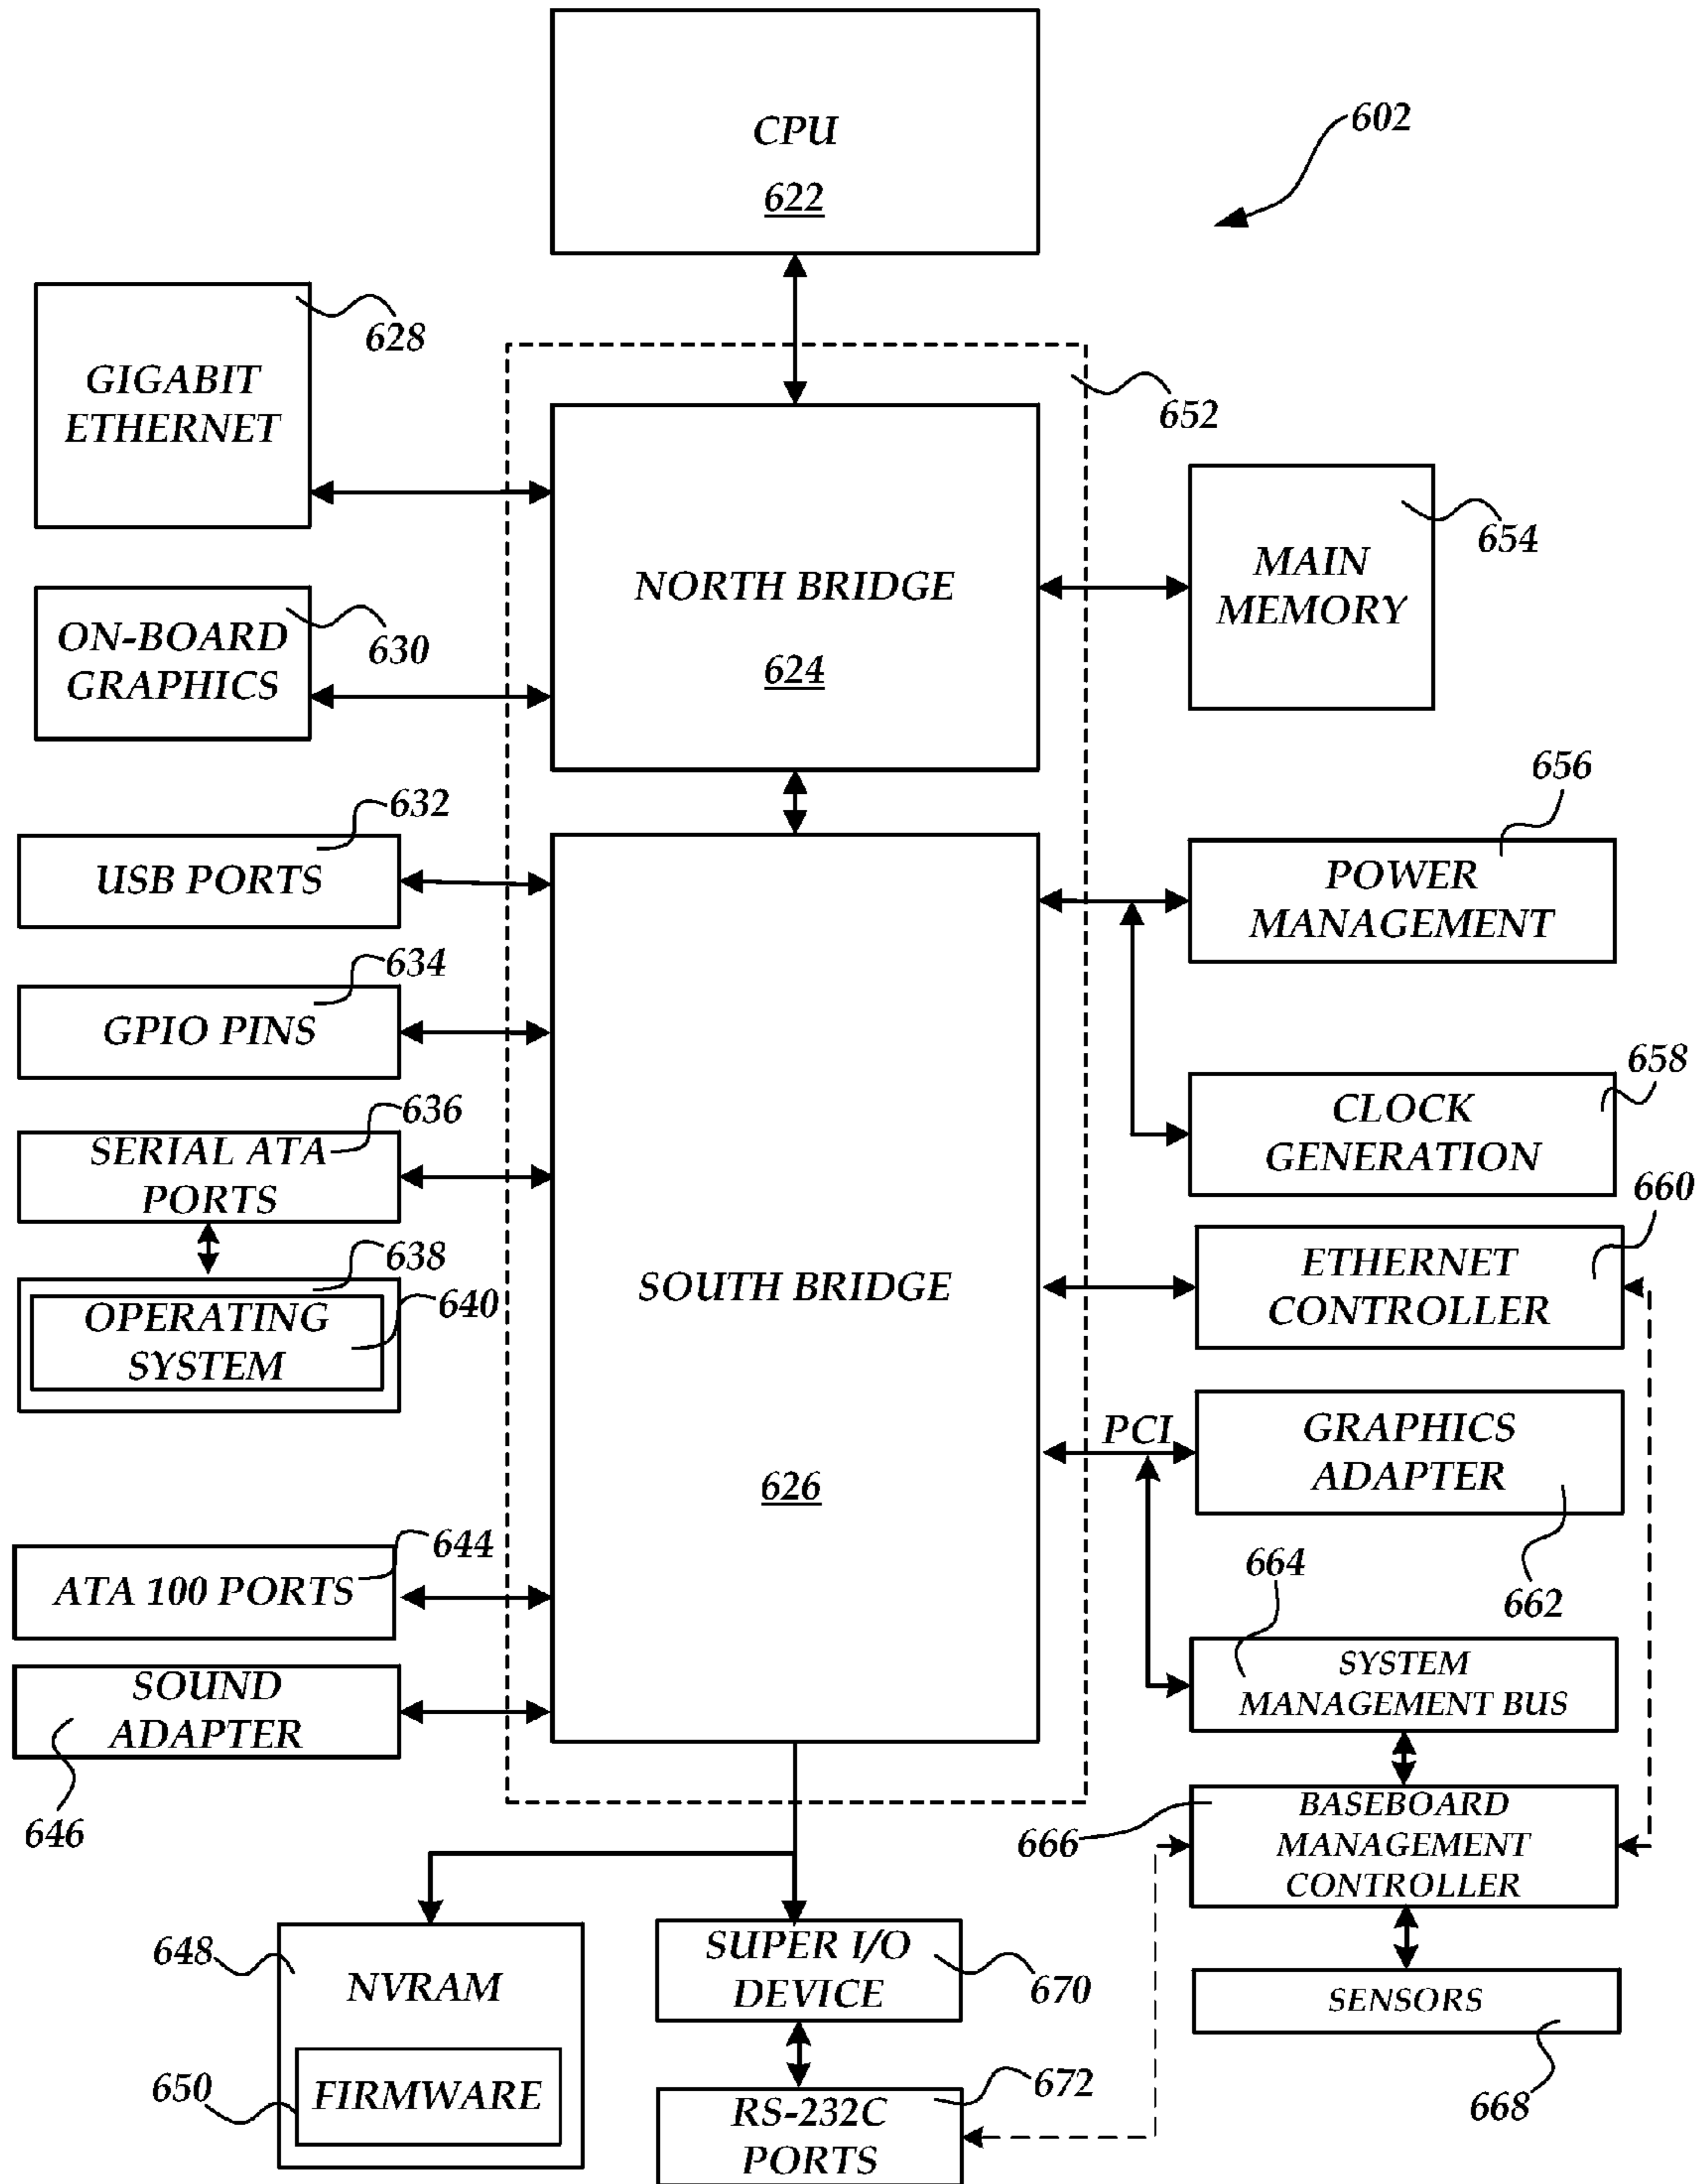 CPU
622
602
628
GIGABIT
ETHERNET
652
654
MAIN
MEMORY
NORTH BRIDGE
624
ON-BOARD
GRAPHICS
630
632
USB PORTS
656
POWER
MANAGEMENT
634
GPIO PINS
636
SERIAL ATA
PORTS
658
CLOCK
GENERATION
638
640
OPERATING
SYSTEM
SOUTH BRIDGE
626
660
ETHERNET
CONTROLLER
PCI
GRAPHICS
ADAPTER
662
644
ATA 100 PORTS
664
SYSTEM
MANAGEMENT BUS
SOUND
ADAPTER
646
666
BASEBOARD
MANAGEMENT
CONTROLLER
648
NVRAM
650
FIRMWARE
SUPER I/O
DEVICE
670
SENSORS
668
672
RS-232C
PORTS